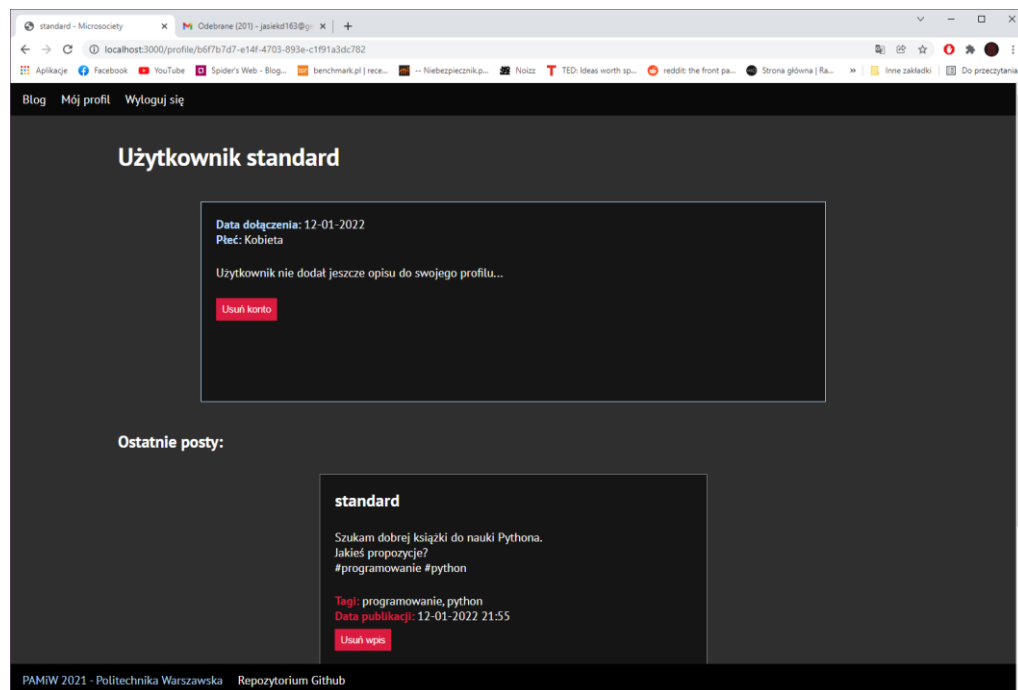 standard - Microsociety
Odebrane (201) - jasiekd163@gm
localhost:3000/profile/b6f7b7d7-e14f-4703-893e-c1f91a3dc782
Aplikacje Facebook YouTube Spider's Web - Blog... benchmark.pl | rece... -- Niebezpiecznik.p... Noizz TED: Ideas worth sp... reddit: the front pa... Strona główna | Ra... » Inne zakładki Do przeczytania
Blog Mój profil Wyloguj się
Użytkownik standard
Data dołączenia: 12-01-2022
Płeć: Kobieta
Użytkownik nie dodał jeszcze opisu do swojego profilu...
Usuń konto
Ostatnie posty:
standard
Szukam dobrej książki do nauki Pythona.
Jakieś propozycje?
#programowanie #python
Tagi: programowanie, python
Data publikacji: 12-01-2022 21:55
Usuń wpis
PAMiW 2021 - Politechnika Warszawska Repozytorium Github